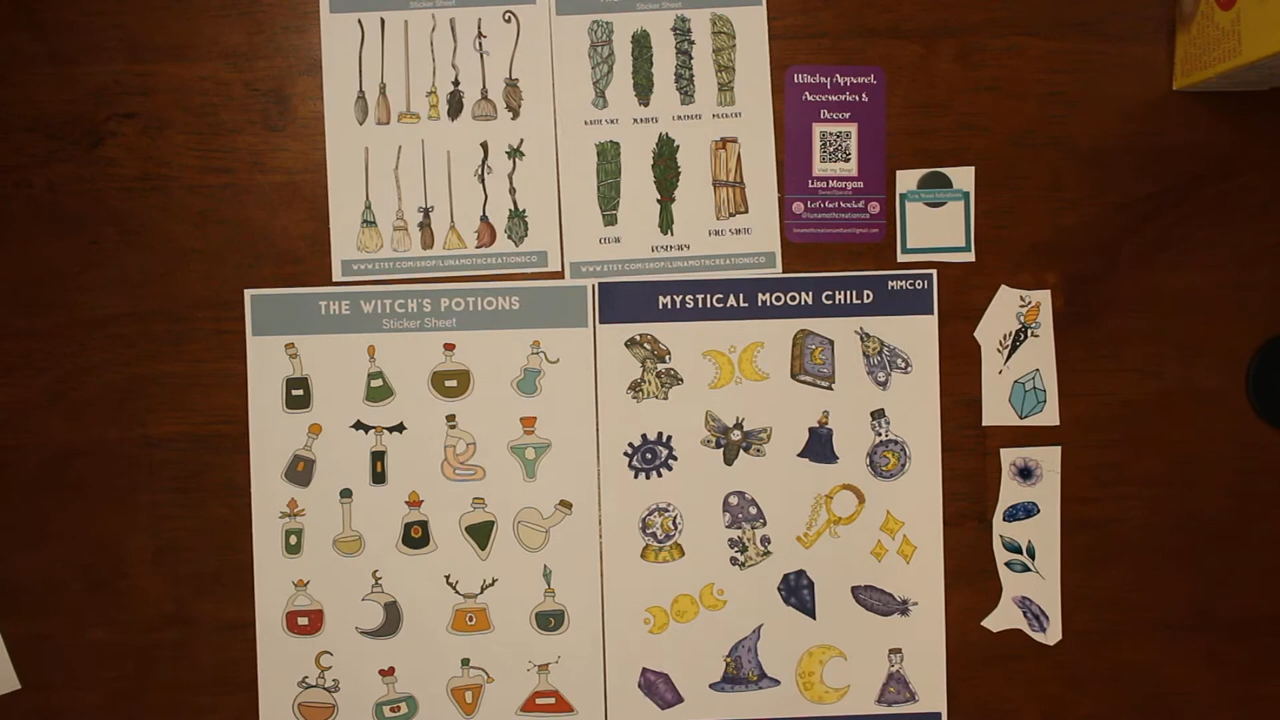 Sticker Sheet
Sticker Sheet
WHITE SAGE
JUNIPER
LAVENDER
MUGWORT
CEDAR
ROSEMARY
PALO SANTO
WWW.ETSY.COM/SHOP/LUNAMOTHCREATIONSCO
WWW.ETSY.COM/SHOP/LUNAMOTHCREATIONSCO
Witchy Apparel,
Accessories &
Decor
Visit my Shop!
Lisa Morgan
Owner/Operator
Let's Get Social!
@lunamothcreationsco
THE WITCH'S POTIONS
Sticker Sheet
MMC01
MYSTICAL MOON CHILD